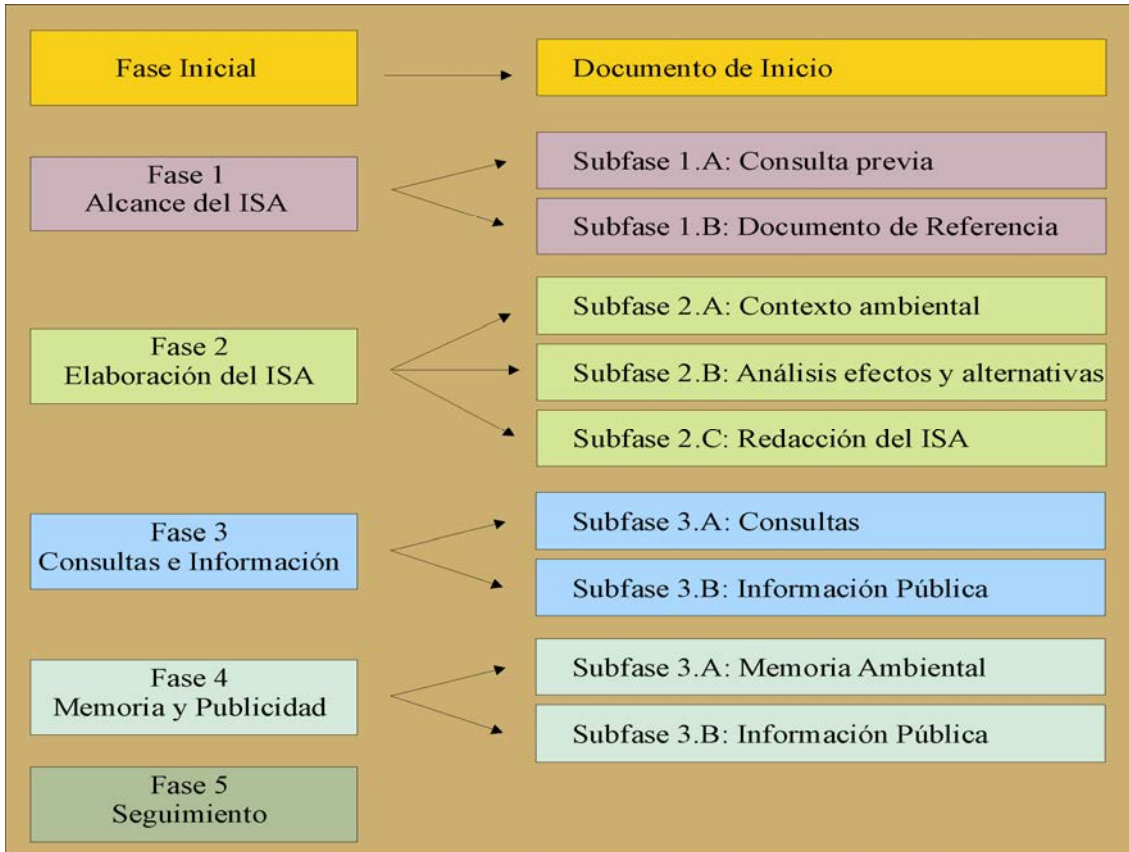 Fase Inicial
Documento de Inicio
Fase 1
Alcance del ISA
Subfase 1.A: Consulta previa
Subfase 1.B: Documento de Referencia
Fase 2
Elaboración del ISA
Subfase 2.A: Contexto ambiental
Subfase 2.B: Análisis efectos y alternativas
Subfase 2.C: Redacción del ISA
Fase 3
Consultas e Información
Subfase 3.A: Consultas
Subfase 3.B: Información Pública
Fase 4
Memoria y Publicidad
Subfase 3.A: Memoria Ambiental
Subfase 3.B: Información Pública
Fase 5
Seguimiento